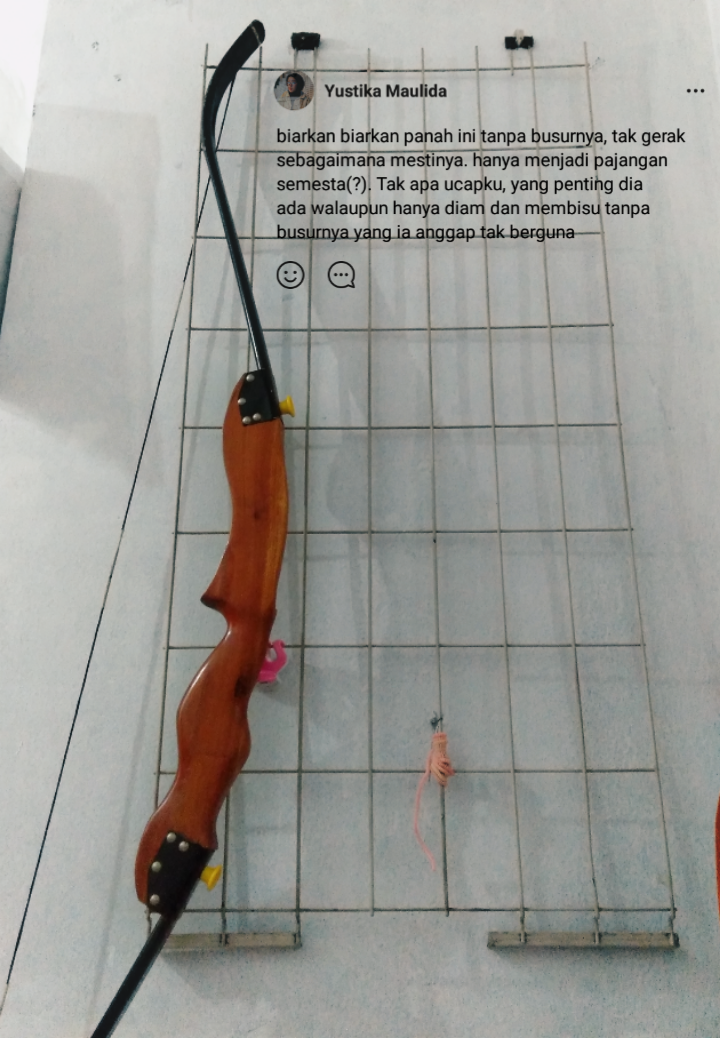 Yustika Maulida
biarkan biarkan panah ini tanpa busurnya, tak gerak
sebagaimana mestinya. hanya menjadi pajangan
semesta(?). Tak apa ucapku, yang penting dia
ada walaupun hanya diam dan membisu tanpa
busurnya yang ia anggap tak berguna